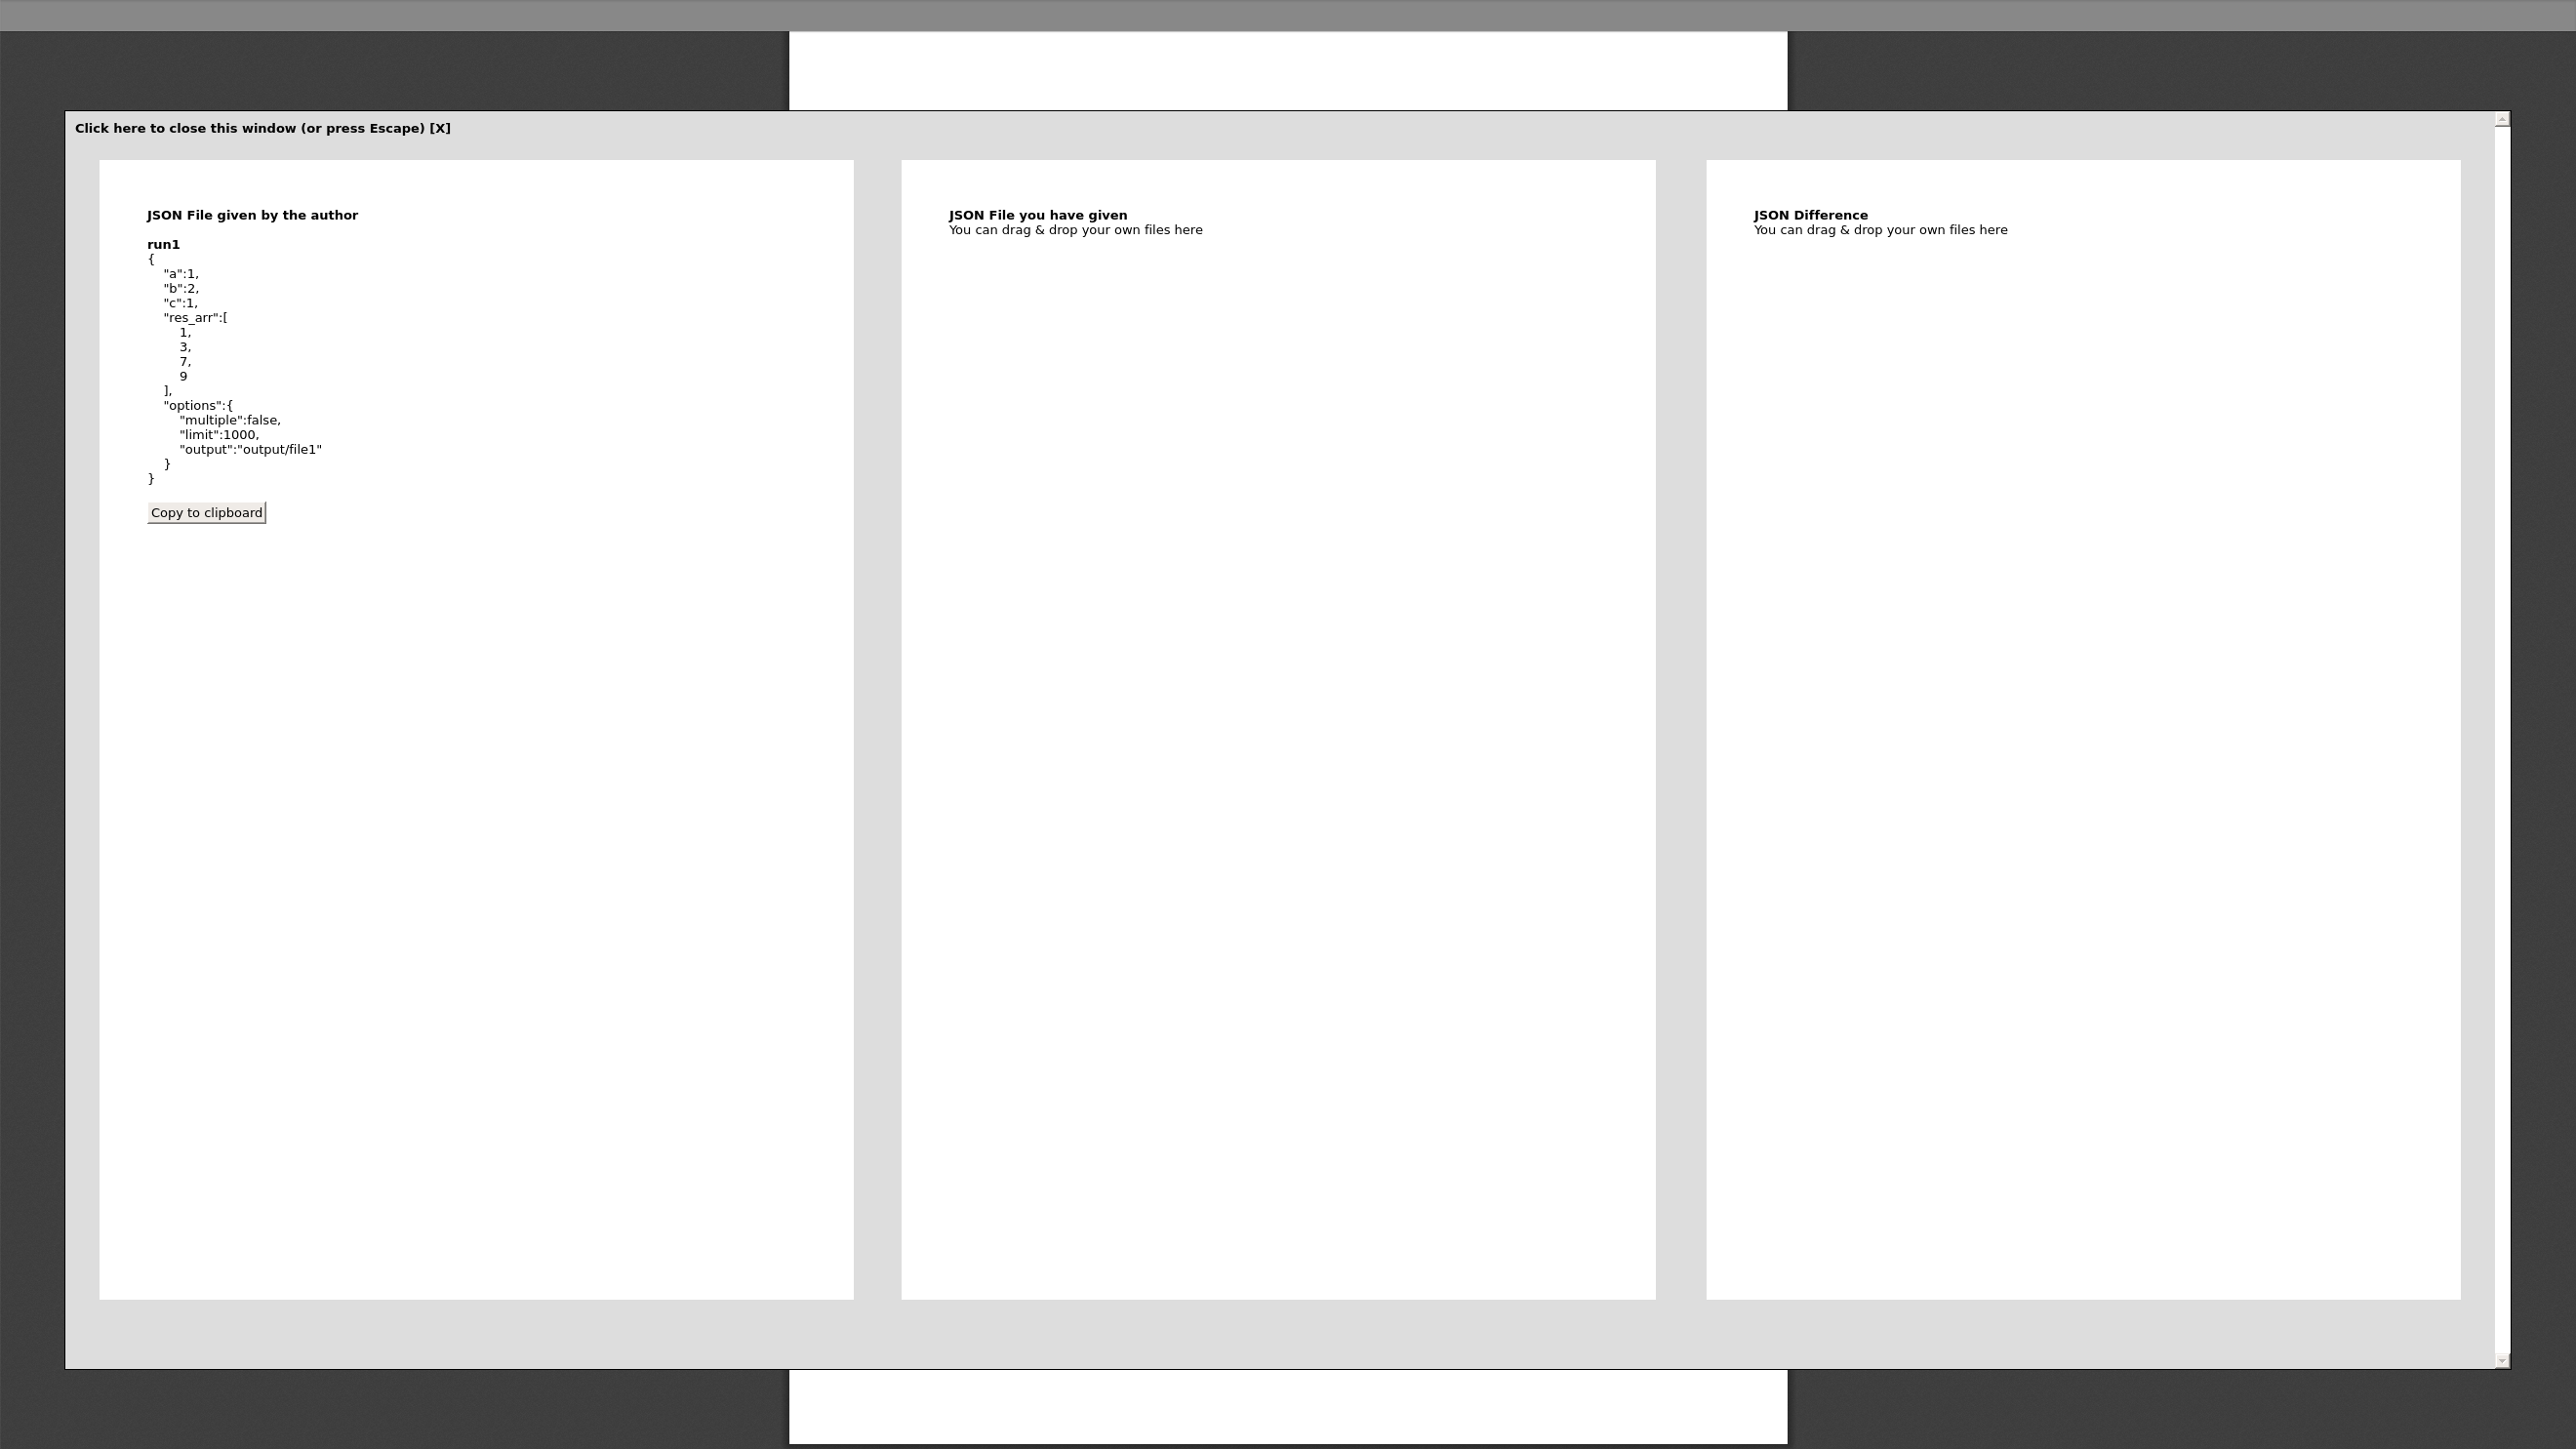 Click here to close this window (or press Escape) [X]
JSON File given by the author
run1
{
    "a":1,
    "b":2,
    "c":1,
    "res_arr":[
        1,
        3,
        7,
        9
    ],
    "options":{
        "multiple":false,
        "limit":1000,
        "output":"output/file1"
    }
}
Copy to clipboard
JSON File you have given
You can drag & drop your own files here
JSON Difference
You can drag & drop your own files here